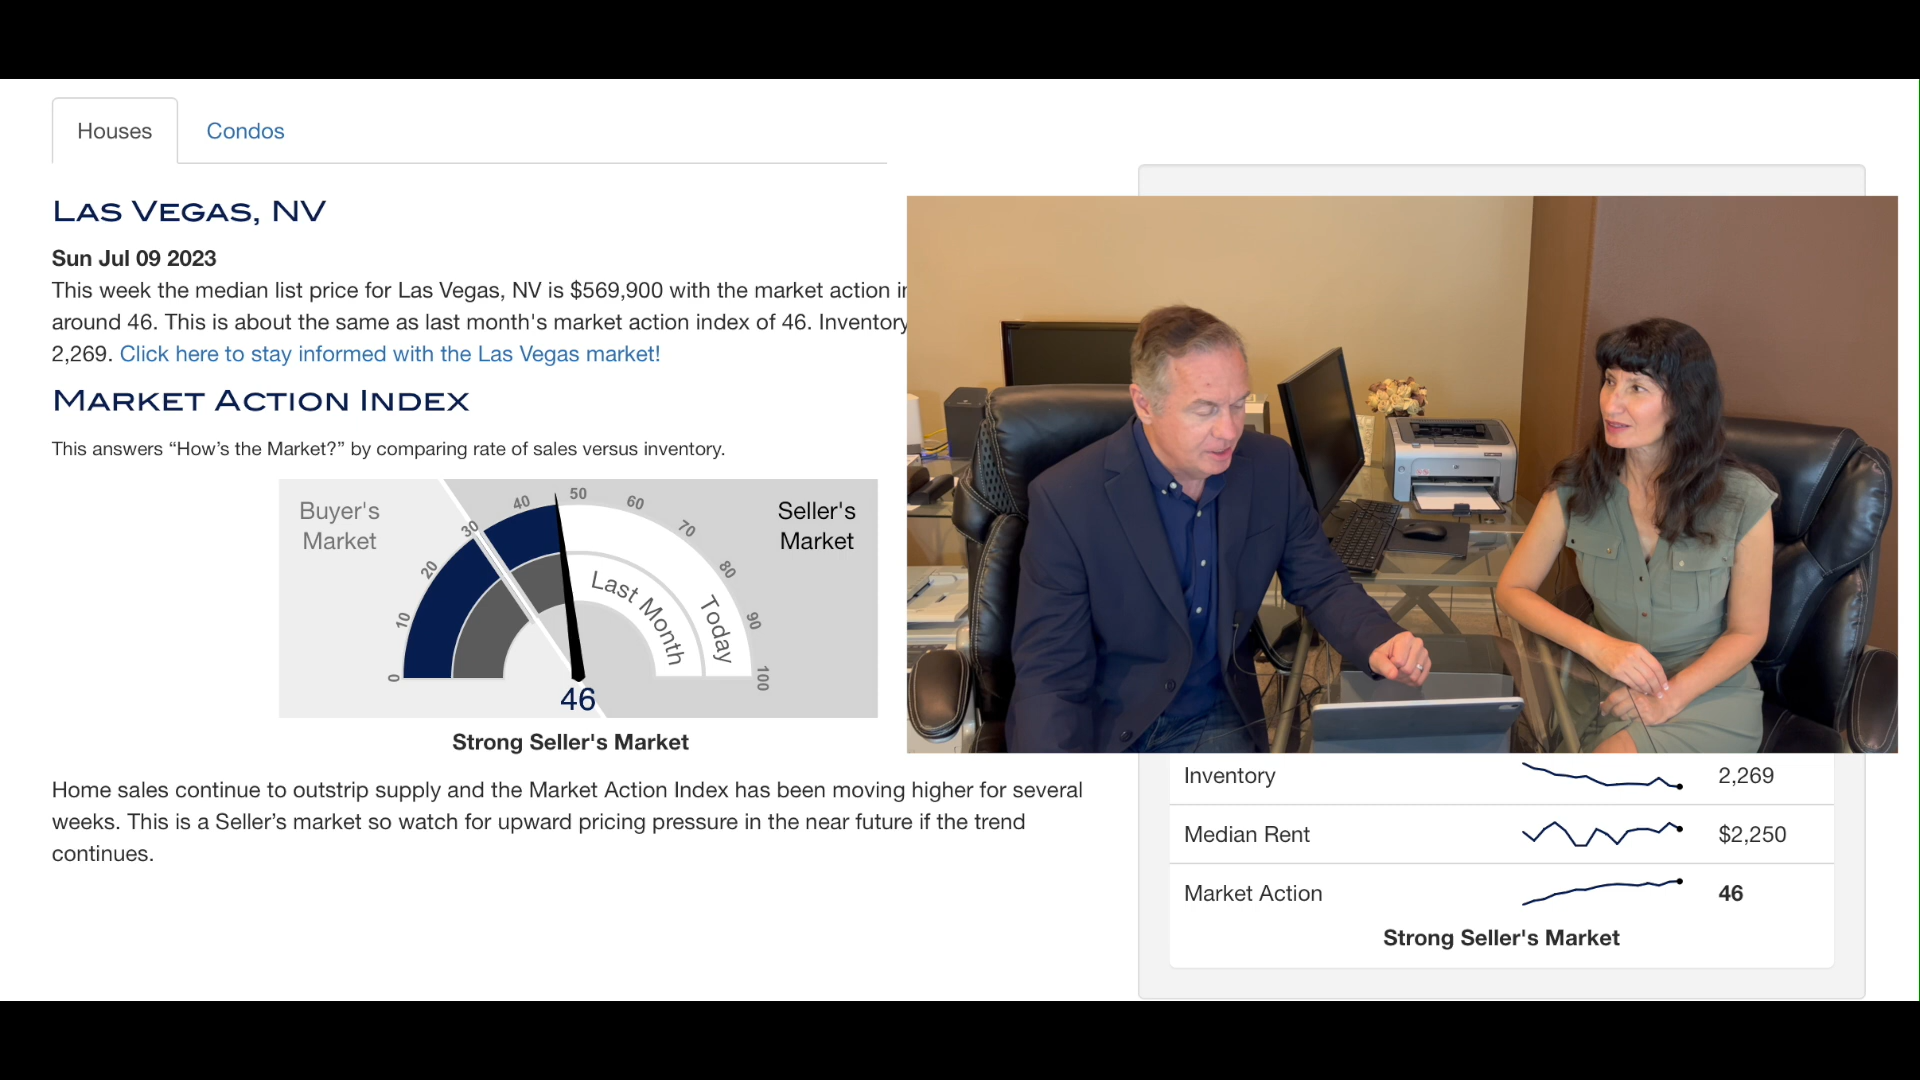 Houses
Condos
LAS VEGAS, NV
Sun Jul 09 2023
This week the median list price for Las Vegas, NV is $569,900 with the market action
around 46. This is about the same as last month's market action index of 46. Inventory
2,269. Click here to stay informed with the Las Vegas market!
MARKET ACTION INDEX
This answers “How’s the Market?” by comparing rate of sales versus inventory.
Buyer's
Market
Seller's
Market
0
10
20
30
40
50
60
70
80
90
100
Last Month
Today
46
Strong Seller's Market
Home sales continue to outstrip supply and the Market Action Index has been moving higher for several
weeks. This is a Seller’s market so watch for upward pricing pressure in the near future if the trend
continues.
Inventory 2,269
Median Rent $2,250
Market Action 46
Strong Seller's Market